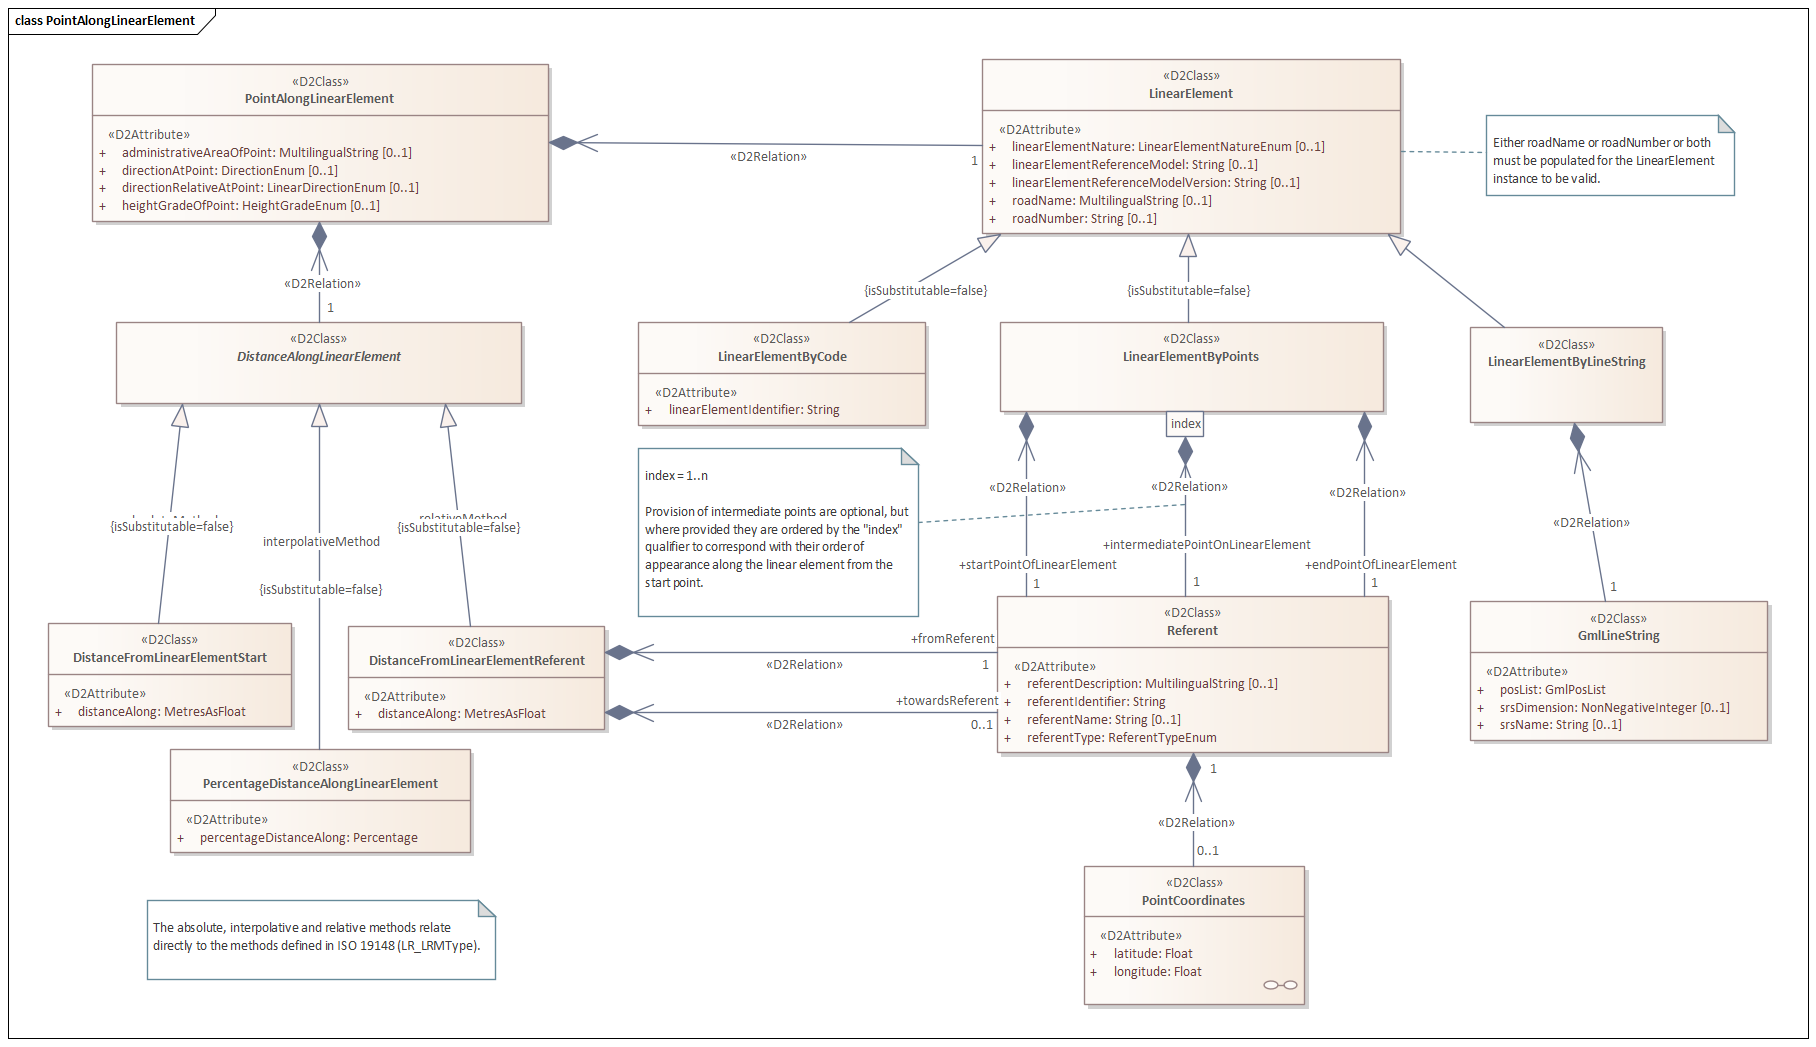 class PointAlongLinearElement
«D2Class»
PointAlongLinearElement
«D2Attribute»
+ administrativeAreaOfPoint: MultilingualString [0..1]
+ directionAtPoint: DirectionEnum [0..1]
+ directionRelativeAtPoint: LinearDirectionEnum [0..1]
+ heightGradeOfPoint: HeightGradeEnum [0..1]
«D2Relation»
1
«D2Class»
LinearElement
«D2Attribute»
+ linearElementNature: LinearElementNatureEnum [0..1]
+ linearElementReferenceModel: String [0..1]
+ linearElementReferenceModelVersion: String [0..1]
+ roadName: MultilingualString [0..1]
+ roadNumber: String [0..1]
Either roadName or roadNumber or both
must be populated for the LinearElement
instance to be valid.
«D2Relation»
1
{isSubstitutable=false}
{isSubstitutable=false}
«D2Class»
DistanceAlongLinearElement
«D2Class»
LinearElementByCode
«D2Attribute»
+ linearElementIdentifier: String
«D2Class»
LinearElementByPoints
index
«D2Class»
LinearElementByLineString
index = 1..n
Provision of intermediate points are optional, but
where provided they are ordered by the "index"
qualifier to correspond with their order of
appearance along the linear element from the
start point.
«D2Relation»
«D2Relation»
«D2Relation»
«D2Relation»
{isSubstitutable=false}
interpolativeMethod
{isSubstitutable=false}
relativeMethod
{isSubstitutable=false}
+startPointOfLinearElement
1
+intermediatePointOnLinearElement
1
+endPointOfLinearElement
1
1
«D2Class»
DistanceFromLinearElementStart
«D2Attribute»
+ distanceAlong: MetresAsFloat
«D2Class»
DistanceFromLinearElementReferent
«D2Attribute»
+ distanceAlong: MetresAsFloat
+fromReferent
«D2Relation»
1
+towardsReferent
«D2Relation»
0..1
«D2Class»
Referent
«D2Attribute»
+ referentDescription: MultilingualString [0..1]
+ referentIdentifier: String
+ referentName: String [0..1]
+ referentType: ReferentTypeEnum
«D2Class»
GmlLineString
«D2Attribute»
+ posList: GmlPosList
+ srsDimension: NonNegativeInteger [0..1]
+ srsName: String [0..1]
«D2Class»
PercentageDistanceAlongLinearElement
«D2Attribute»
+ percentageDistanceAlong: Percentage
1
«D2Relation»
0..1
«D2Class»
PointCoordinates
«D2Attribute»
+ latitude: Float
+ longitude: Float
The absolute, interpolative and relative methods relate
directly to the methods defined in ISO 19148 (LR_LRMType).